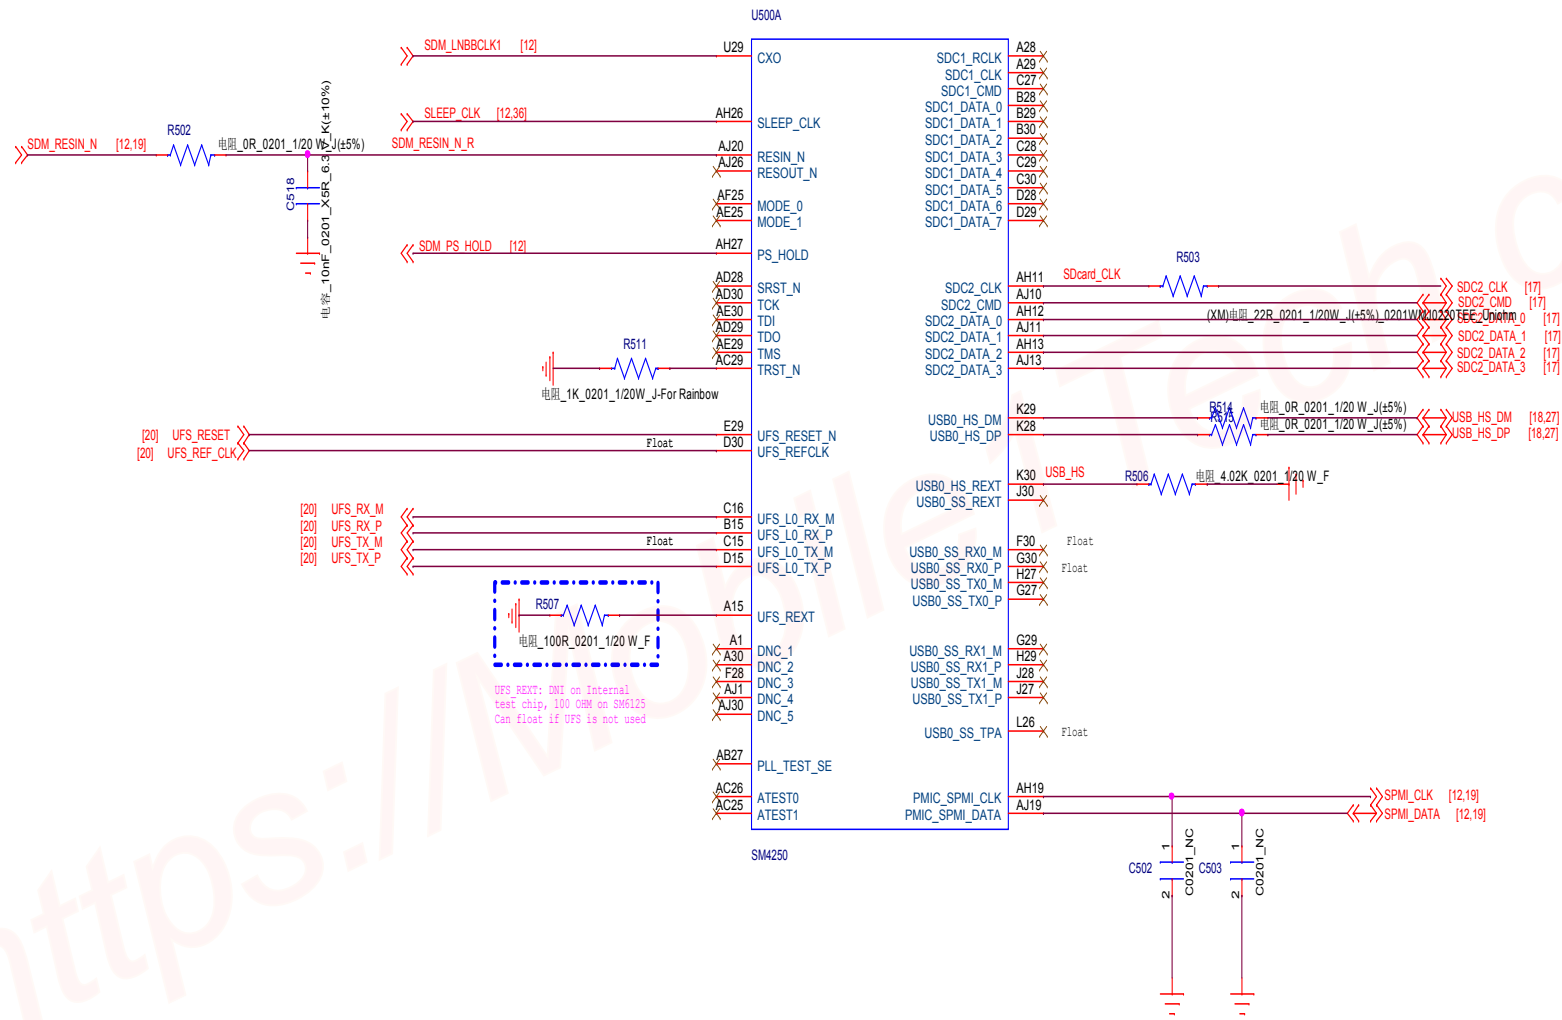 U500A
SDM_LNBBCLK1 [12]
U29
CXO
SLEEP_CLK [12,36]
AH26
SLEEP_CLK
R502
SDM_RESIN_N [12,19]
电阻_0R_0201_1/20 W_J(±5%)
SDM_RESIN_N_R
AJ20
RESIN_N
AJ26
RESOUT_N
C518
AF25
MODE_0
AE25
MODE_1
SDM_PS_HOLD [12]
AH27
PS_HOLD
AD28
SRST_N
AD30
TCK
AE30
TDI
AD29
TDO
AE29
TMS
AC29
TRST_N
R511
电阻_1K_0201_1/20W_J-For Rainbow
[20] UFS_RESET
E29
UFS_RESET_N
[20] UFS_REF_CLK
Float
D30
UFS_REFCLK
[20] UFS_RX_M
C16
UFS_L0_RX_M
[20] UFS_RX_P
B15
UFS_L0_RX_P
[20] UFS_TX_M
Float
C15
UFS_L0_TX_M
[20] UFS_TX_P
D15
UFS_L0_TX_P
R507
A15
UFS_REXT
电阻_100R_0201_1/20 W_F
UFS_REXT: DNI on Internal
test chip, 100 OHM on SM6125
Can float if UFS is not used
A1
DNC_1
A30
DNC_2
F28
DNC_3
AJ1
DNC_4
AJ30
DNC_5
AB27
PLL_TEST_SE
AC26
ATEST0
AC25
ATEST1
SM4250
SDC1_RCLK
A28
SDC1_CLK
A29
SDC1_CMD
C27
SDC1_DATA_0
B28
SDC1_DATA_1
B29
SDC1_DATA_2
B30
SDC1_DATA_3
C28
SDC1_DATA_4
C29
SDC1_DATA_5
C30
SDC1_DATA_6
D28
SDC1_DATA_7
D29
SDC2_CLK
AH11
SDcard_CLK
R503
SDC2_CLK [17]
SDC2_CMD
AJ10
SDC2_CMD [17]
SDC2_DATA_0
AH12
SDC2_DATA_0 [17]
SDC2_DATA_1
AJ11
SDC2_DATA_1 [17]
SDC2_DATA_2
AH13
SDC2_DATA_2 [17]
SDC2_DATA_3
AJ13
SDC2_DATA_3 [17]
USB0_HS_DM
K29
R514
电阻_0R_0201_1/20 W_J(±5%)
USB_HS_DM [18,27]
USB0_HS_DP
K28
R515
电阻_0R_0201_1/20 W_J(±5%)
USB_HS_DP [18,27]
USB0_HS_REXT
K30
USB_HS
R506
电阻_4.02K_0201_1/20 W_F
USB0_SS_REXT
J30
USB0_SS_RX0_M
F30
Float
USB0_SS_RX0_P
G30
Float
USB0_SS_TX0_M
H27
USB0_SS_TX0_P
G27
USB0_SS_RX1_M
G29
USB0_SS_RX1_P
H29
USB0_SS_TX1_M
J28
USB0_SS_TX1_P
J27
USB0_SS_TPA
L26
Float
PMIC_SPMI_CLK
AH19
SPMI_CLK [12,19]
PMIC_SPMI_DATA
AJ19
SPMI_DATA [12,19]
C502
1
2
C0201_NC
C503
1
2
C0201_NC